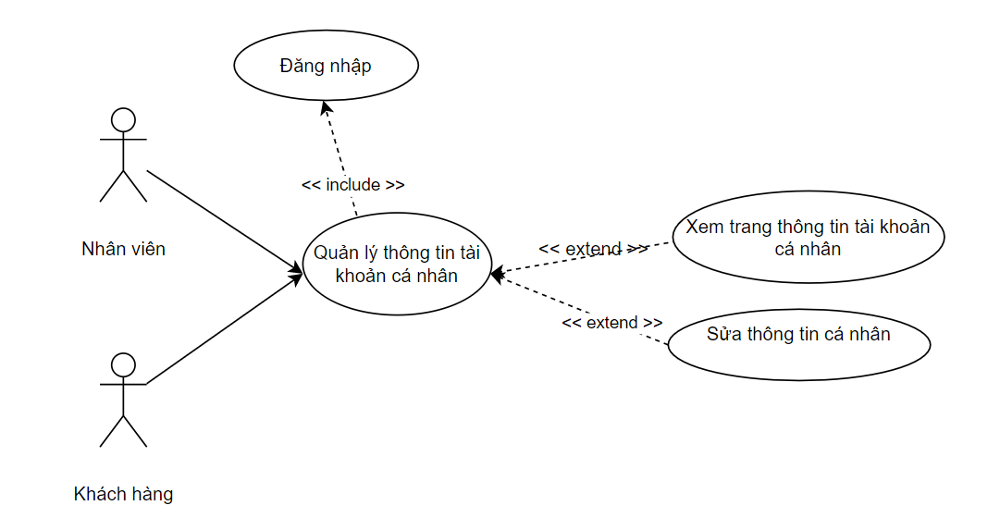 Đăng nhập
<< include >>
Nhân viên
Quản lý thông tin tài
khoản cá nhân
<< extend >>
Xem trang thông tin tài khoản
cá nhân
<< extend >>
Sửa thông tin cá nhân
Khách hàng